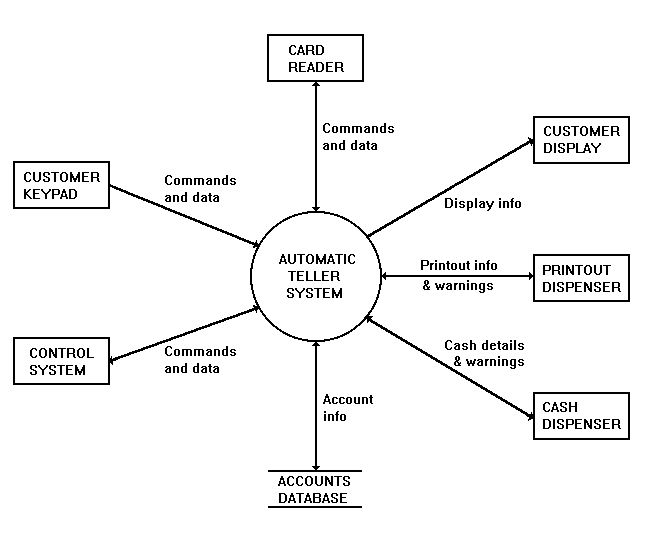 CARD
READER
Commands
and data
CUSTOMER
DISPLAY
CUSTOMER
KEYPAD
Commands
and data
Display info
AUTOMATIC
TELLER
SYSTEM
Printout info
& warnings
PRINTOUT
DISPENSER
CONTROL
SYSTEM
Commands
and data
Cash details
& warnings
Account
info
CASH
DISPENSER
ACCOUNTS
DATABASE